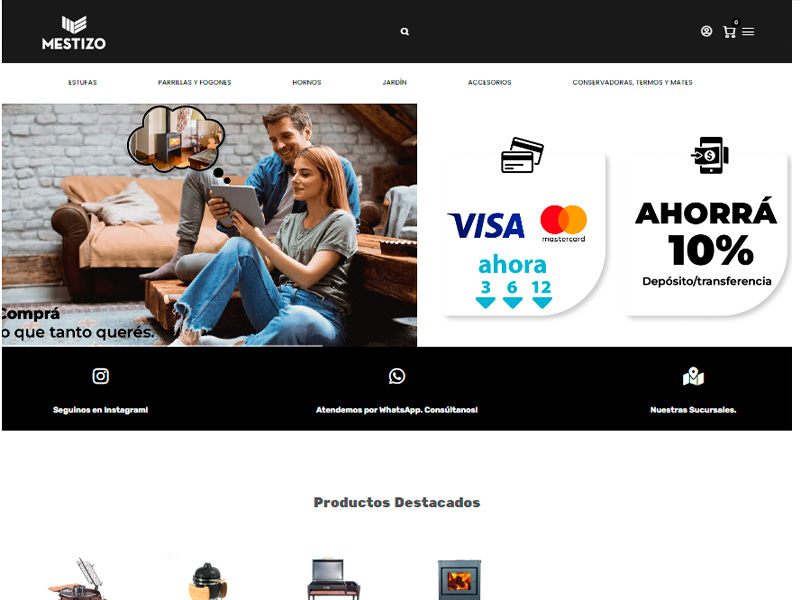 MESTIZO
0
ESTUFAS
PARRILLAS Y FOGONES
HORNOS
JARDÍN
ACCESORIOS
CONSERVADORAS, TERMOS Y MATES
Comprá
o que tanto querés.
VISA
mastercard
ahora
3 6 12
$
AHORRÁ
10%
Depósito/transferencia
Seguinos en Instagram!
Atendemos por WhatsApp. Consúltanos!
Nuestras Sucursales.
Productos Destacados